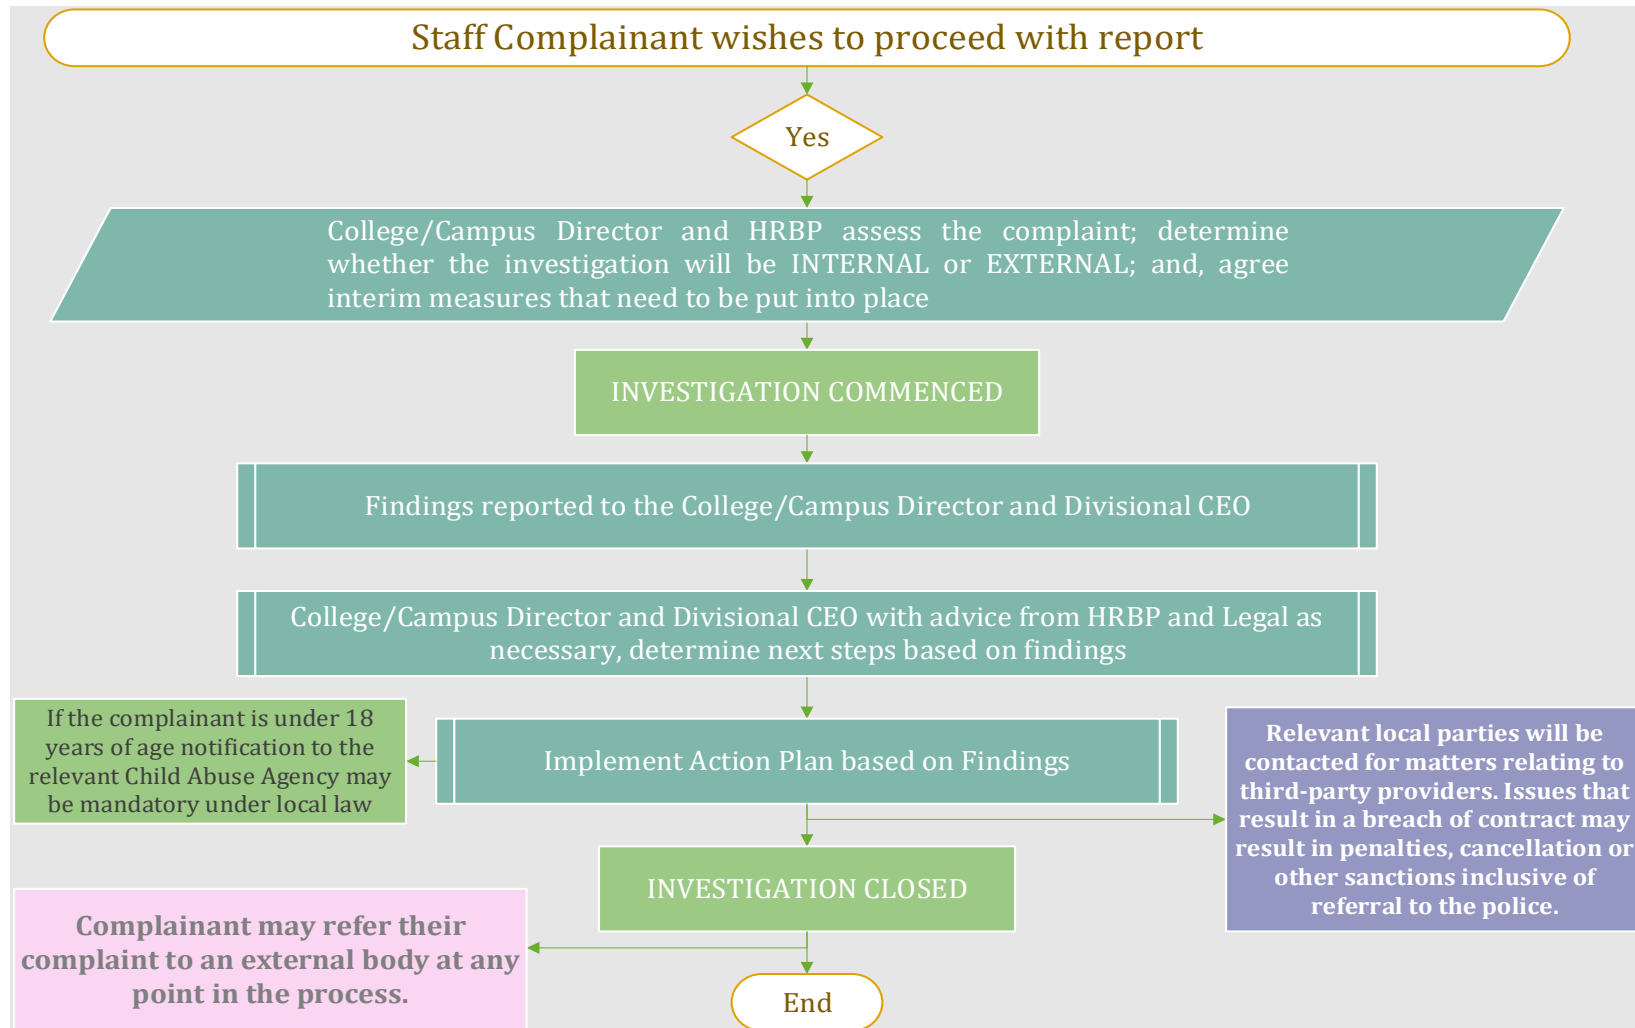 Staff Complainant wishes to proceed with report
Yes
College/Campus Director and HRBP assess the complaint; determine
whether the investigation will be INTERNAL or EXTERNAL; and, agree
interim measures that need to be put into place
INVESTIGATION COMMENCED
Findings reported to the College/Campus Director and Divisional CEO
College/Campus Director and Divisional CEO with advice from HRBP and Legal as
necessary, determine next steps based on findings
If the complainant is under 18
years of age notification to the
relevant Child Abuse Agency may
be mandatory under local law
Implement Action Plan based on Findings
Relevant local parties will be
contacted for matters relating to
third-party providers. Issues that
result in a breach of contract may
result in penalties, cancellation or
other sanctions inclusive of
referral to the police.
INVESTIGATION CLOSED
Complainant may refer their
complaint to an external body at any
point in the process.
End